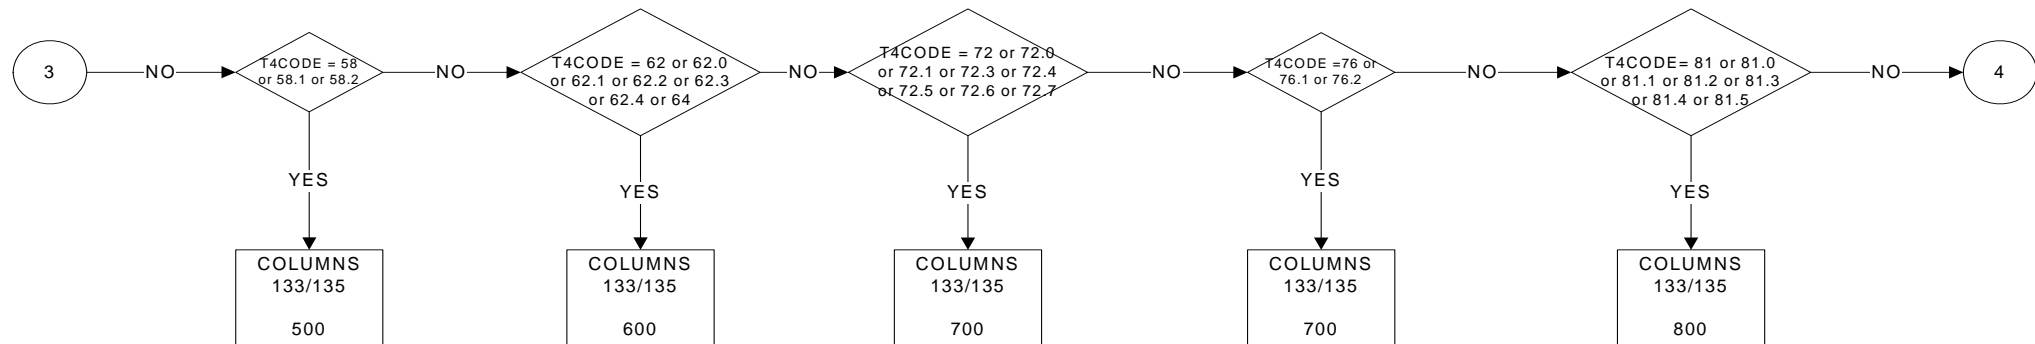 3
NO
T4CODE = 58
or 58.1 or 58.2
NO
T4CODE = 62 or 62.0
or 62.1 or 62.2 or 62.3
or 62.4 or 64
NO
T4CODE = 72 or 72.0
or 72.1 or 72.3 or 72.4
or 72.5 or 72.6 or 72.7
NO
T4CODE =76 or
76.1 or 76.2
NO
T4CODE= 81 or 81.0
or 81.1 or 81.2 or 81.3
or 81.4 or 81.5
NO
4
YES
YES
YES
YES
YES
COLUMNS
133/135
500
COLUMNS
133/135
600
COLUMNS
133/135
700
COLUMNS
133/135
700
COLUMNS
133/135
800